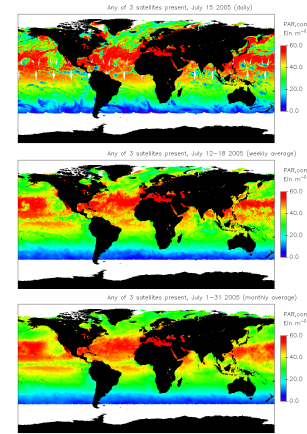 Any of 3 satellites present, July 15 2005 (daily)
PAR,con
Ein m⁻²
60.0
40.0
20.0
0.0
Any of 3 satellites present, July 12-18 2005 (weekly average)
PAR,con
Ein m⁻²
60.0
40.0
20.0
0.0
Any of 3 satellites present, July 1-31 2005 (monthly average)
PAR,con
Ein m⁻²
60.0
40.0
20.0
0.0